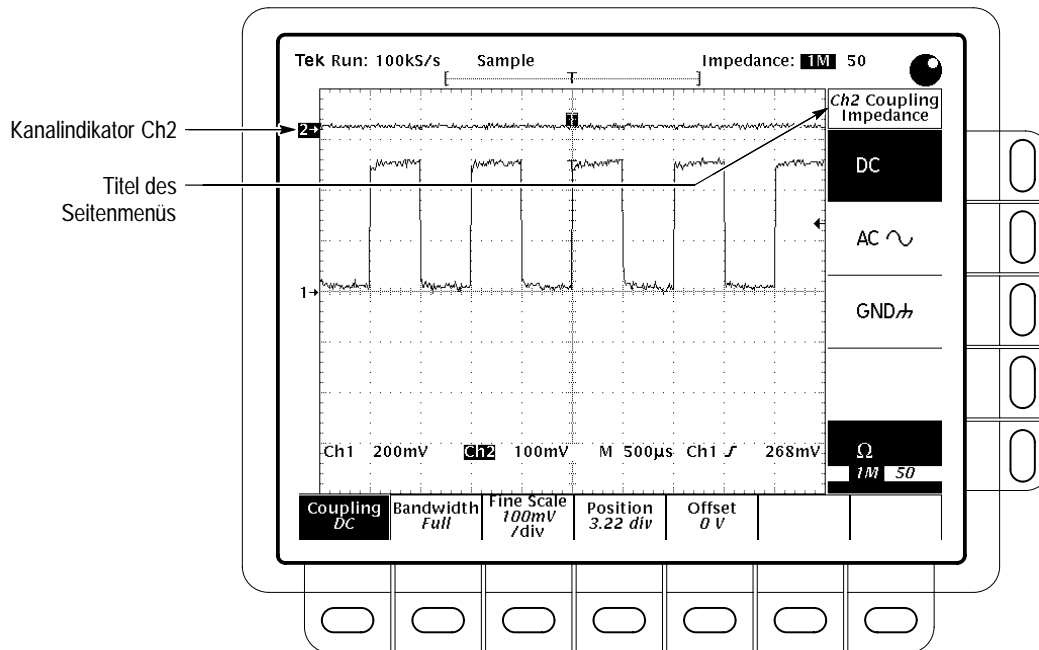 Tek Run: 100kS/s Sample Impedance: 1M 50
T
Ch2 Coupling
Impedance
Kanalindikator Ch2
2→
T
DC
Titel des
Seitenmenüs
AC
1→
GND
Ch1 200mV Ch2 100mV M 500µs Ch1 268mV
Ω
1M 50
Coupling
DC
Bandwidth
Full
Fine Scale
100mV
/div
Position
3.22 div
Offset
0 V